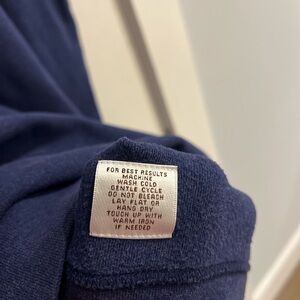 FOR BEST RESULTS
MACHINE
WASH COLD
GENTLE CYCLE
DO NOT BLEACH
LAY FLAT OR
HANG DRY
TOUCH UP WITH
WARM IRON
IF NEEDED